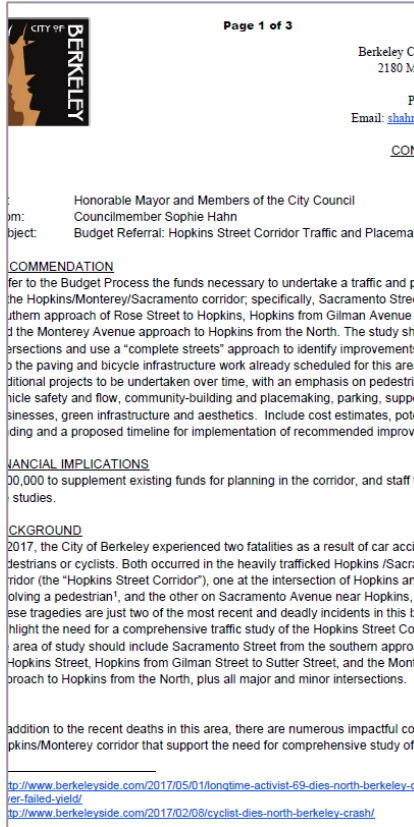 Page 1 of 3
CITY OF
BERKELEY
Berkeley C
2180 M
P
Email: shahn
CON
:
Honorable Mayor and Members of the City Council
om:
Councilmember Sophie Hahn
bject:
Budget Referral: Hopkins Street Corridor Traffic and Placema
COMMENDATION
fer to the Budget Process the funds necessary to undertake a traffic and p
the Hopkins/Monterey/Sacramento corridor; specifically, Sacramento Stree
uthern approach of Rose Street to Hopkins, Hopkins from Gilman Avenue
d the Monterey Avenue approach to Hopkins from the North. The study sh
ersections and use a “complete streets” approach to identify improvements
o the paving and bicycle infrastructure work already scheduled for this area
ditional projects to be undertaken over time, with an emphasis on pedestri
hicle safety and flow, community-building and placemaking, parking, suppo
sinesses, green infrastructure and aesthetics. Include cost estimates, pote
ding and a proposed timeline for implementation of recommended improv
NANCIAL IMPLICATIONS
00,000 to supplement existing funds for planning in the corridor, and staff t
studies.
CKGROUND
2017, the City of Berkeley experienced two fatalities as a result of car acci
destrians or cyclists. Both occurred in the heavily trafficked Hopkins /Sacra
rridor (the “Hopkins Street Corridor”), one at the intersection of Hopkins an
olving a pedestrian¹, and the other on Sacramento Avenue near Hopkins,
ese tragedies are just two of the most recent and deadly incidents in this b
hlight the need for a comprehensive traffic study of the Hopkins Street Co
area of study should include Sacramento Street from the southern appro
Hopkins Street, Hopkins from Gilman Street to Sutter Street, and the Mont
proach to Hopkins from the North, plus all major and minor intersections.
addition to the recent deaths in this area, there are numerous impactful co
pkins/Monterey corridor that support the need for comprehensive study of
ttp://www.berkeleyside.com/2017/05/01/longtime-activist-69-dies-north-berkeley-c
ver-failed-yield/
ttp://www.berkeleyside.com/2017/02/08/cyclist-dies-north-berkeley-crash/